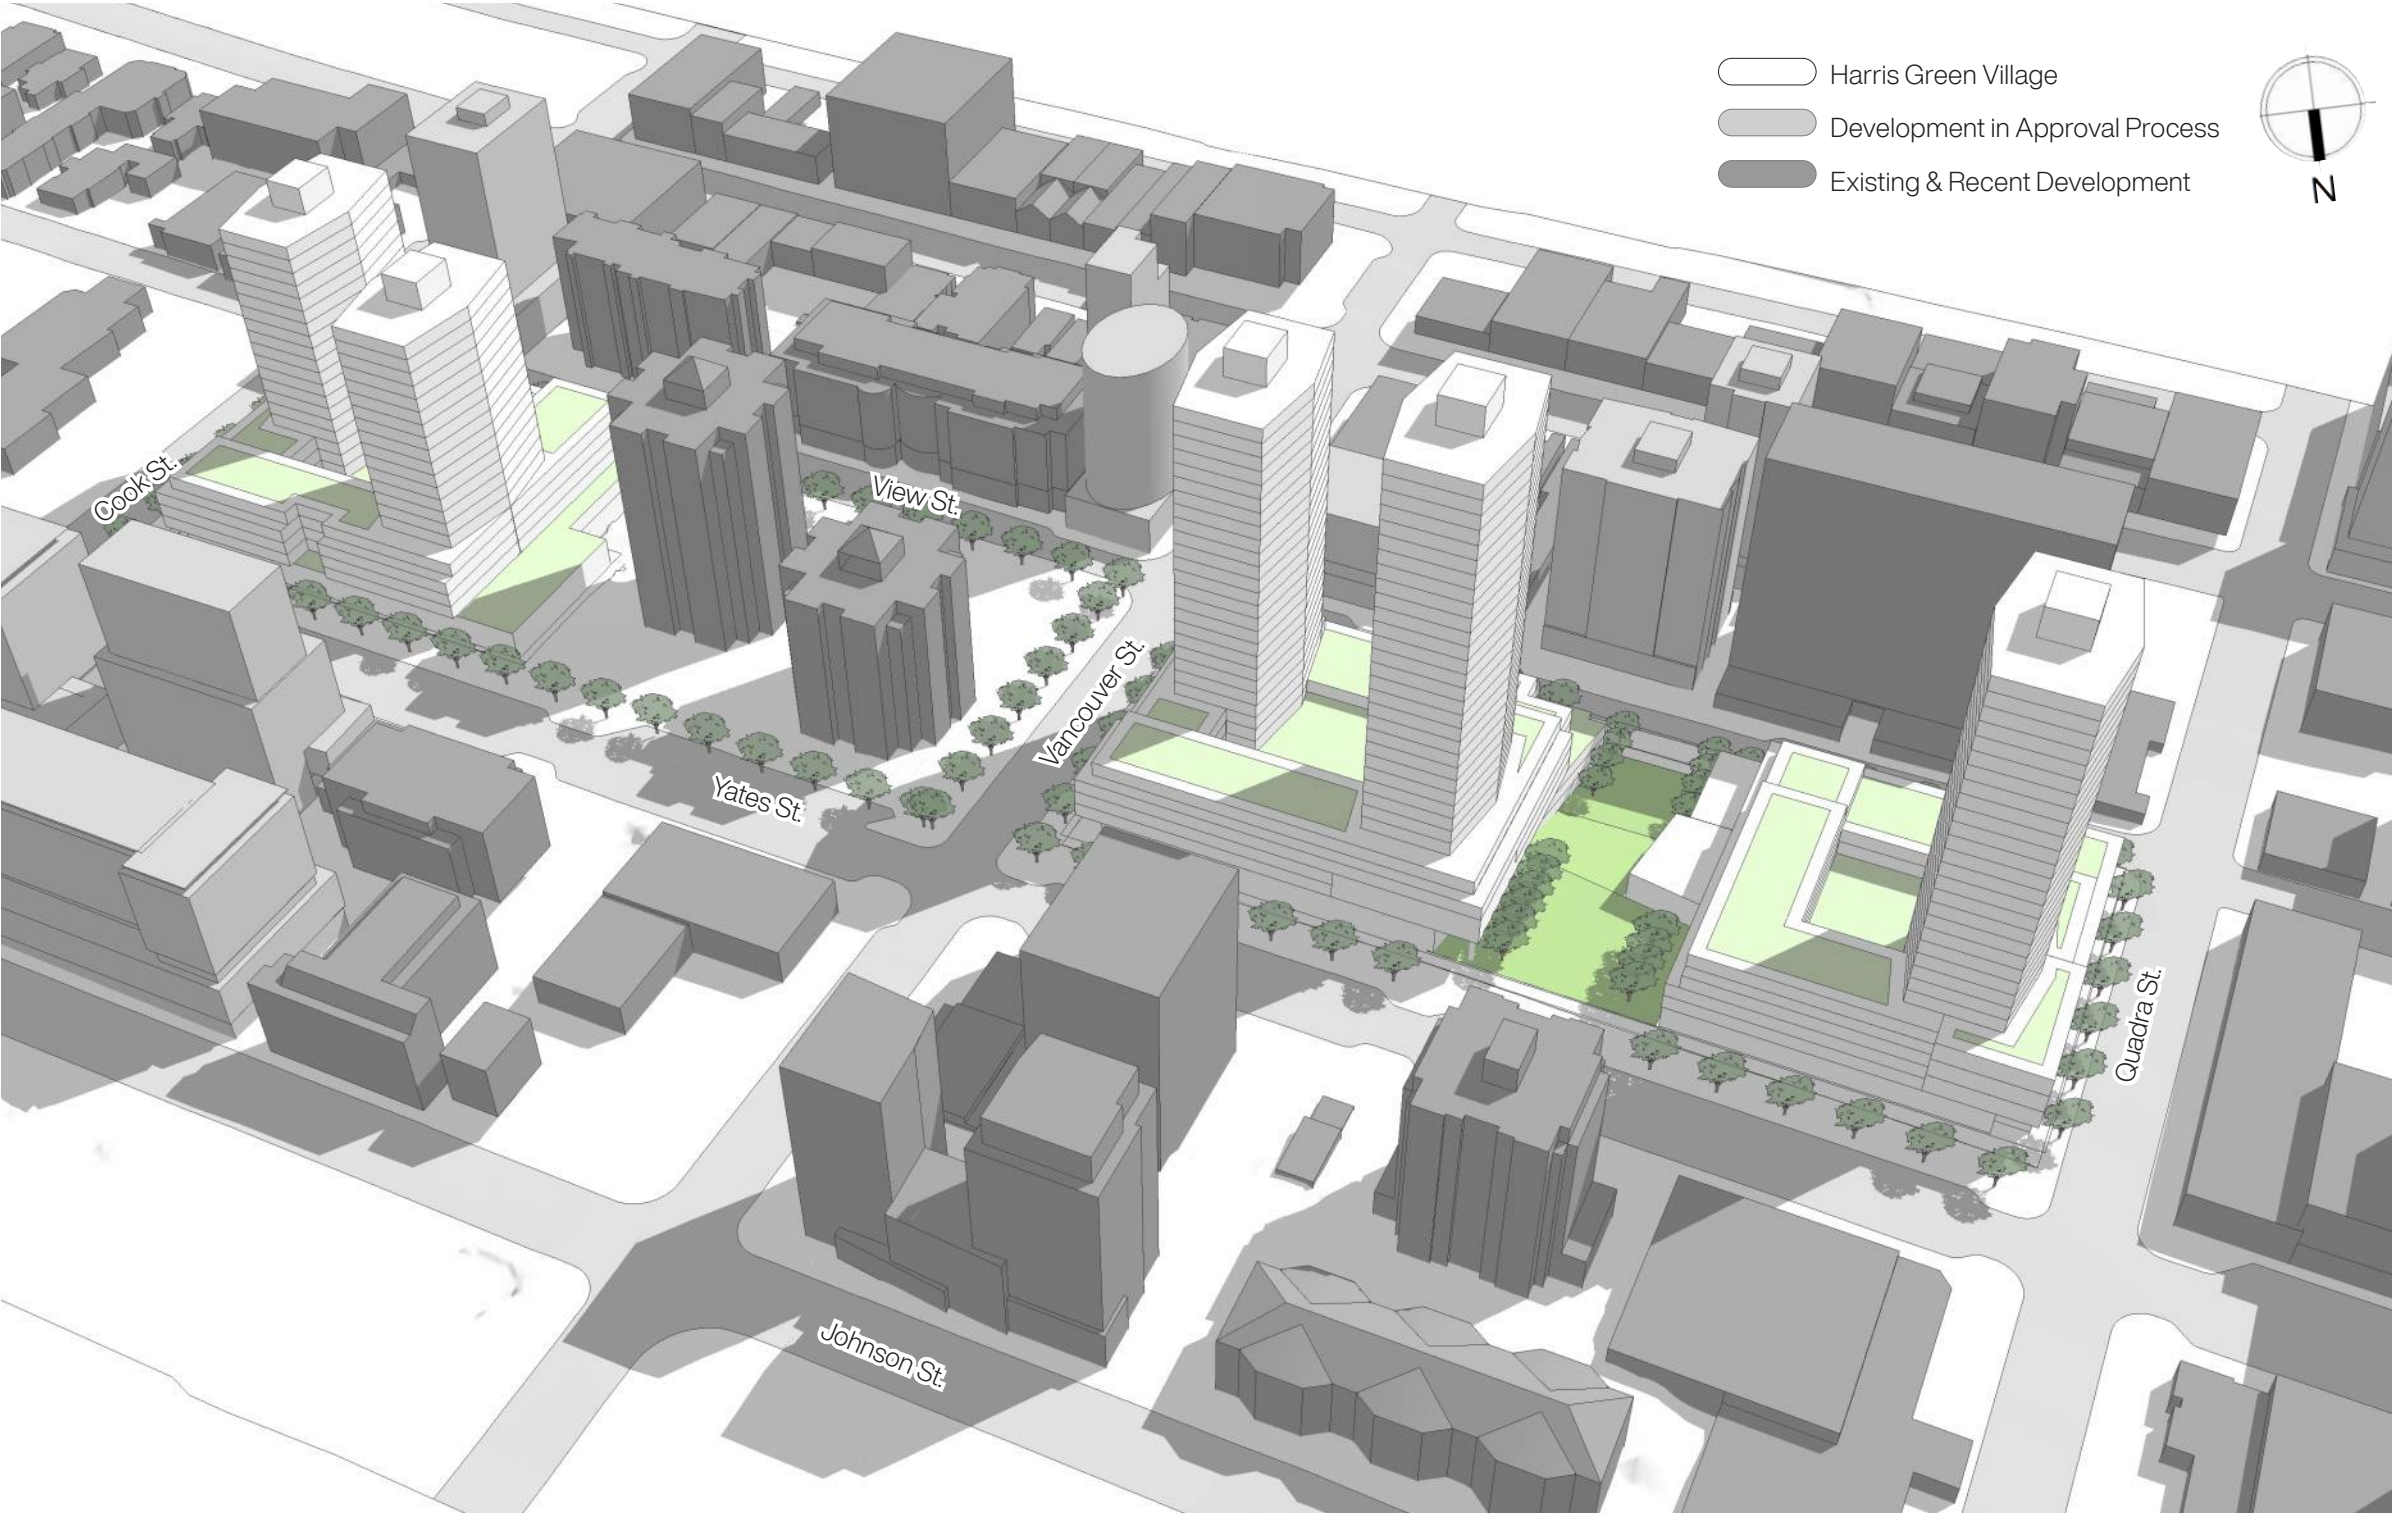 Harris Green Village
Development in Approval Process
Existing & Recent Development
N
Cook St.
View St.
Vancouver St.
Yates St.
Quadra St.
Johnson St.